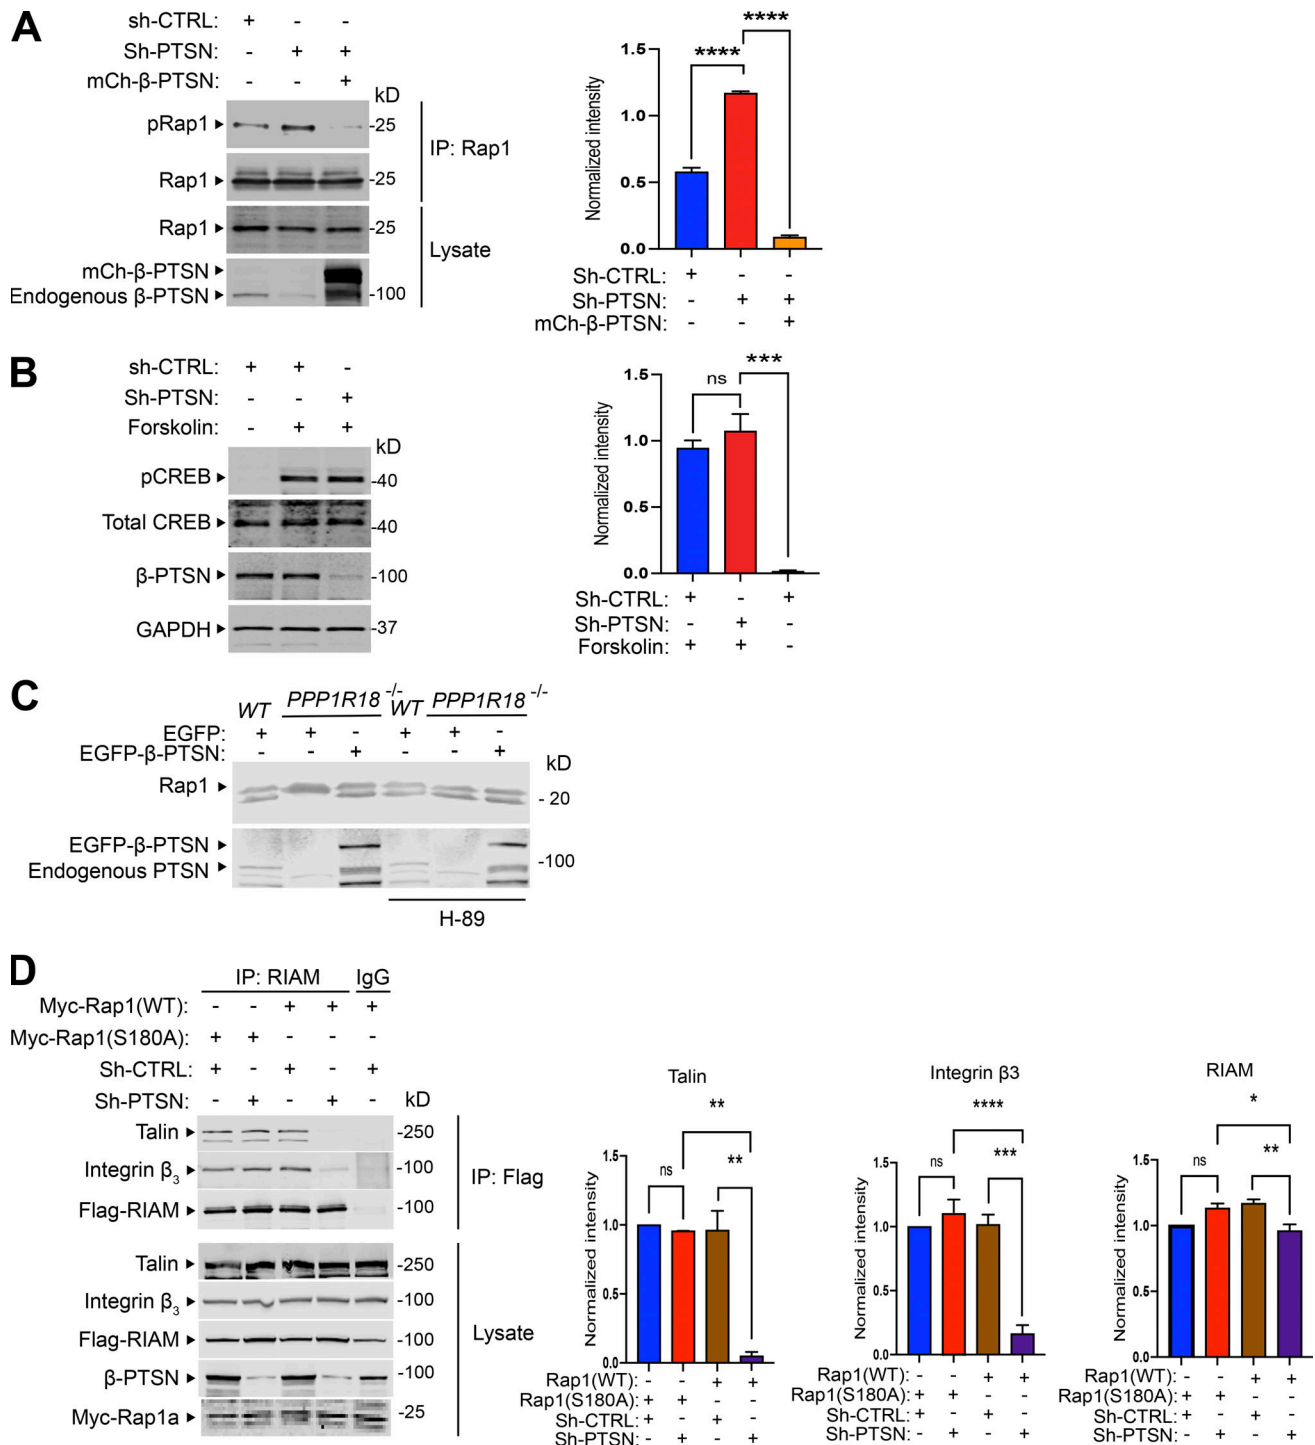 A
sh-CTRL: + - -
Sh-PTSN: - + +
mCh-β-PTSN: - - +
kD
pRap1 -25
IP: Rap1
Rap1 -25
Rap1 -25
Lysate
mCh-β-PTSN
Endogenous β-PTSN -100
**** ****
Normalized intensity
1.5
1.0
0.5
0.0
Sh-CTRL: + - -
Sh-PTSN: - + +
mCh-β-PTSN: - - +
B
sh-CTRL: + + -
Sh-PTSN: - - +
Forskolin: - + +
kD
pCREB -40
Total CREB -40
β-PTSN -100
GAPDH -37
ns ***
Normalized intensity
1.5
1.0
0.5
0.0
Sh-CTRL: + - +
Sh-PTSN: - + -
Forskolin: + + -
C
WT PPP1R18 -/- WT PPP1R18 -/-
EGFP: + + - + + -
EGFP-β-PTSN: - - + - - +
kD
Rap1 - 20
EGFP-β-PTSN
Endogenous PTSN -100
H-89
D
IP: RIAM IgG
Myc-Rap1(WT): - - + + +
Myc-Rap1(S180A): + + - - -
Sh-CTRL: + - + - +
Sh-PTSN: - + - + -
kD
Talin -250
Integrin β3 -100
IP: Flag
Flag-RIAM -100
Talin -250
Integrin β3 -100
Flag-RIAM -100
Lysate
β-PTSN -100
Myc-Rap1a -25
Talin
ns ** **
Normalized intensity
1.5
1.0
0.5
0.0
Rap1(WT): - - + +
Rap1(S180A): + + - -
Sh-CTRL: + - + -
Sh-PTSN: - + - +
Integrin β3
ns **** ***
Normalized intensity
1.5
1.0
0.5
0.0
Rap1(WT): - - + +
Rap1(S180A): + + - -
Sh-CTRL: + - + -
Sh-PTSN: - + - +
RIAM
ns * **
Normalized intensity
1.5
1.0
0.5
0.0
Rap1(WT): - - + +
Rap1(S180A): + + - -
Sh-CTRL: + - + -
Sh-PTSN: - + - +